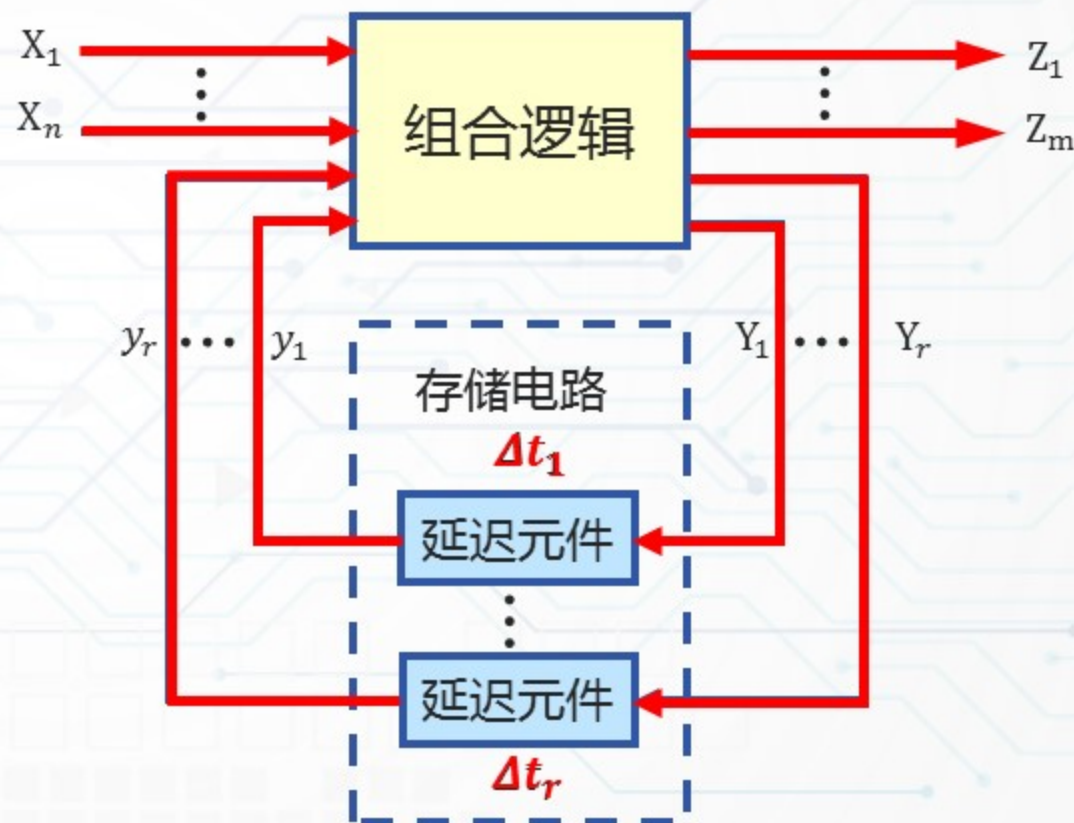 X₁
Z₁
Xₙ
组合逻辑
Zₘ
yᵣ ··· y₁
Y₁ ··· Yᵣ
存储电路
Δt₁
延迟元件
延迟元件
Δtᵣ